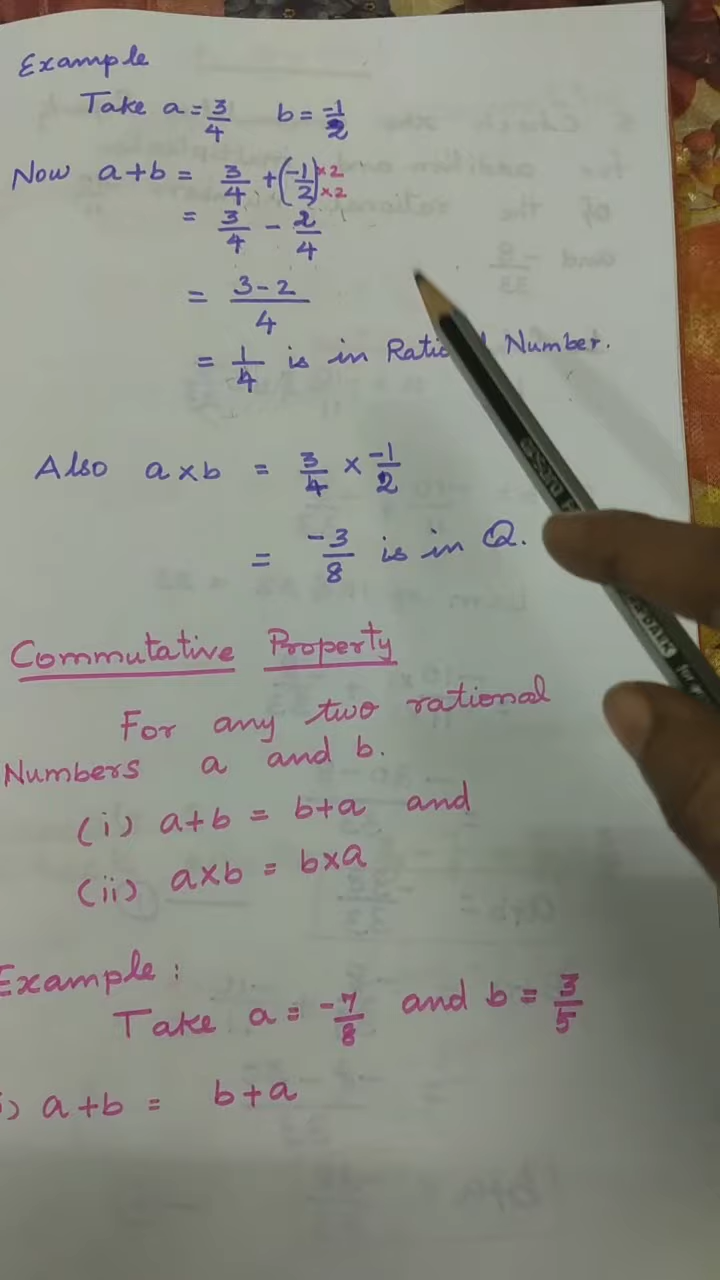 Example
Take a = 3/4 b = -1/2
Now a+b = 3/4 + (-1/2) ×2 ×2
= 3/4 - 2/4
= 3-2/4
= 1/4 is in Number.
Also a×b = 3/4 × -1/2
= -3/8 is in Q.
Commutative Property
For any two rational
Numbers a and b.
(i) a+b = b+a and
(ii) a×b = b×a
Example:
Take a = -7/8 and b = 3/5
) a+b = b+a